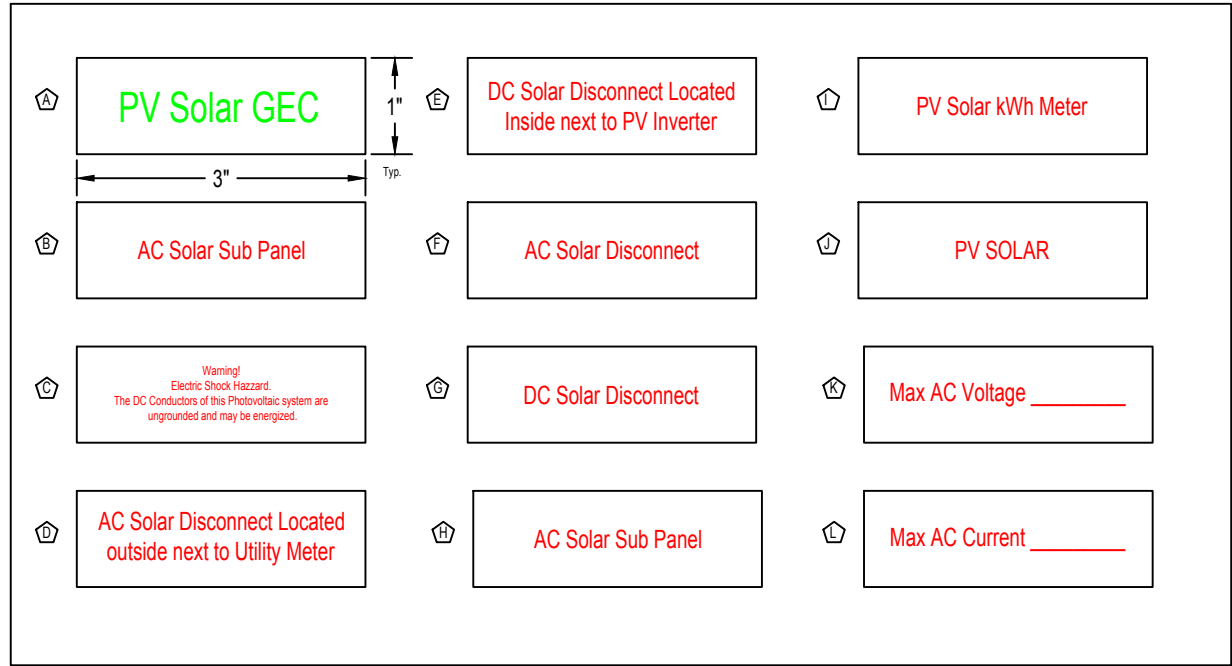 A
PV Solar GEC
1"
3"
Typ.
B
AC Solar Sub Panel
C
Warning!
Electric Shock Hazzard.
The DC Conductors of this Photovoltaic system are
ungrounded and may be energized.
D
AC Solar Disconnect Located
outside next to Utility Meter
E
DC Solar Disconnect Located
Inside next to PV Inverter
F
AC Solar Disconnect
G
DC Solar Disconnect
H
AC Solar Sub Panel
I
PV Solar kWh Meter
J
PV SOLAR
K
Max AC Voltage _________
L
Max AC Current _________